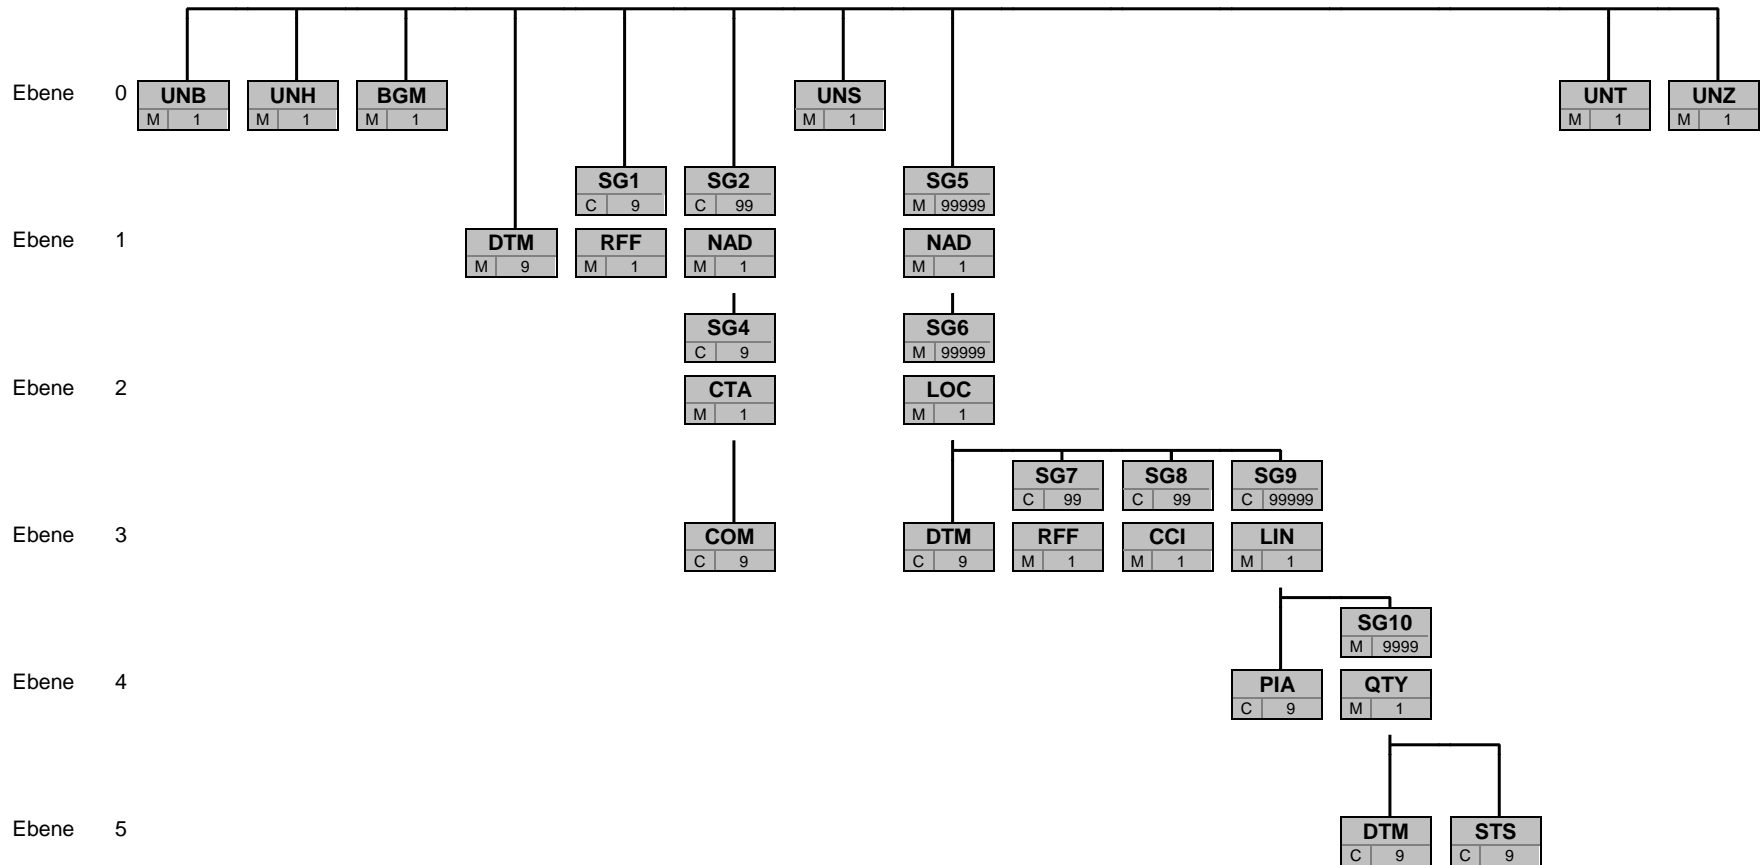 Ebene 0 UNB UNH BGM UNS UNT UNZ
M 1 M 1 M 1 M 1 M 1 M 1
SG1 SG2 SG5
C 9 C 99 M 99999
Ebene 1 DTM RFF NAD NAD
M 9 M 1 M 1 M 1
SG4 SG6
C 9 M 99999
Ebene 2 CTA LOC
M 1 M 1
SG7 SG8 SG9
C 99 C 99 C 99999
Ebene 3 COM DTM RFF CCI LIN
C 9 C 9 M 1 M 1 M 1
SG10
M 9999
Ebene 4 PIA QTY
C 9 M 1
Ebene 5 DTM STS
C 9 C 9